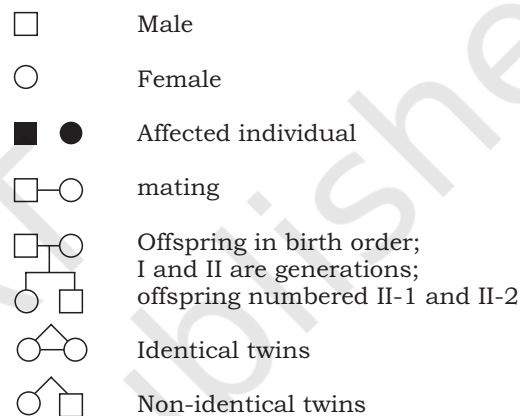 Male
Female
Affected individual
mating
Offspring in birth order;
I and II are generations;
offspring numbered II-1 and II-2
Identical twins
Non-identical twins